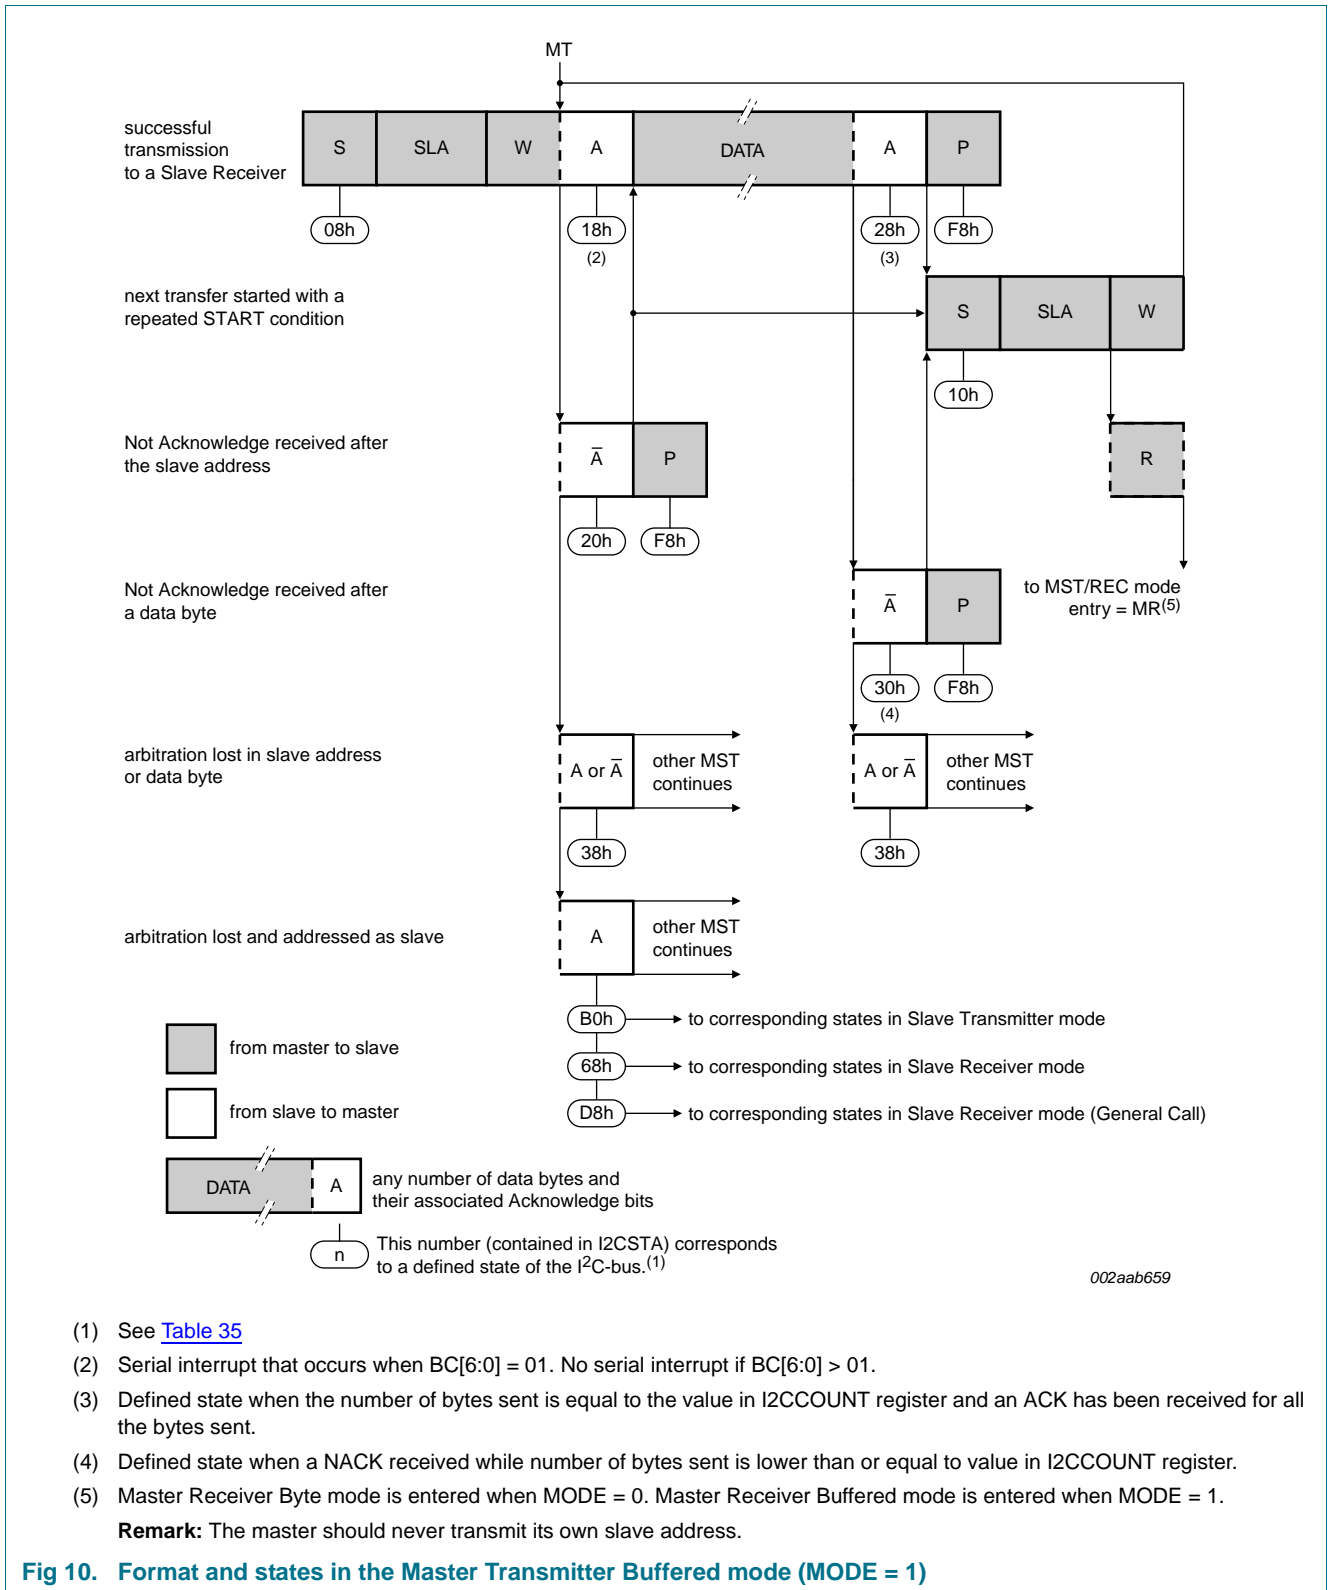 MT
successful
transmission
to a Slave Receiver
S SLA W A DATA A P
08h 18h 28h F8h
(2) (3)
next transfer started with a
repeated START condition
S SLA W
10h
Not Acknowledge received after
the slave address
A̅ P R
20h F8h
Not Acknowledge received after
a data byte
A̅ P
to MST/REC mode
entry = MR(5)
30h F8h
(4)
arbitration lost in slave address
or data byte
A or A̅ other MST
continues
A or A̅ other MST
continues
38h 38h
arbitration lost and addressed as slave
A other MST
continues
B0h to corresponding states in Slave Transmitter mode
from master to slave
68h to corresponding states in Slave Receiver mode
from slave to master
D8h to corresponding states in Slave Receiver mode (General Call)
DATA A any number of data bytes and
their associated Acknowledge bits
n This number (contained in I2CSTA) corresponds
to a defined state of the I²C-bus.(1)
002aab659
(1) See Table 35
(2) Serial interrupt that occurs when BC[6:0] = 01. No serial interrupt if BC[6:0] > 01.
(3) Defined state when the number of bytes sent is equal to the value in I2CCOUNT register and an ACK has been received for all
the bytes sent.
(4) Defined state when a NACK received while number of bytes sent is lower than or equal to value in I2CCOUNT register.
(5) Master Receiver Byte mode is entered when MODE = 0. Master Receiver Buffered mode is entered when MODE = 1.
Remark: The master should never transmit its own slave address.
Fig 10. Format and states in the Master Transmitter Buffered mode (MODE = 1)